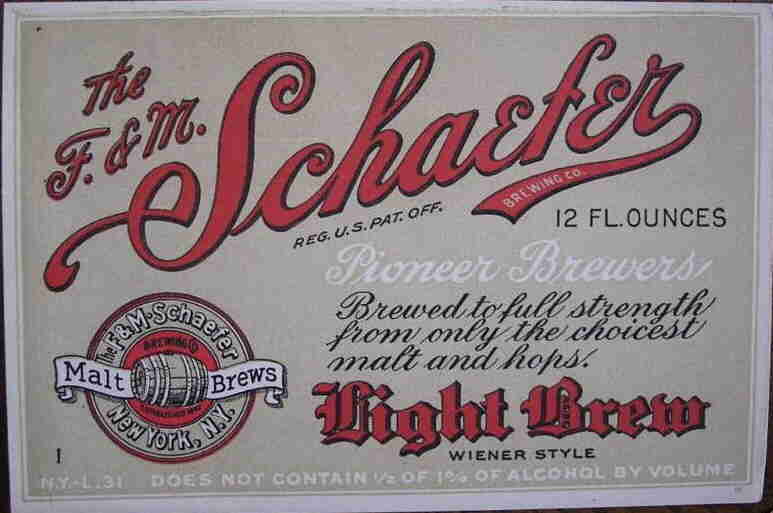 The
F. & M.
Schaefer
BREWING CO.
REG. U.S. PAT. OFF.
12 FL. OUNCES
Pioneer Brewers
Brewed to full strength
from only the choicest
malt and hops.
Light Brew
WIENER STYLE
The F.&M. Schaefer
BREWING CO
Malt Brews
ESTABLISHED 1842
New York, N.Y.
1
N.Y.-L.31 DOES NOT CONTAIN 1/2 OF 1% OF ALCOHOL BY VOLUME